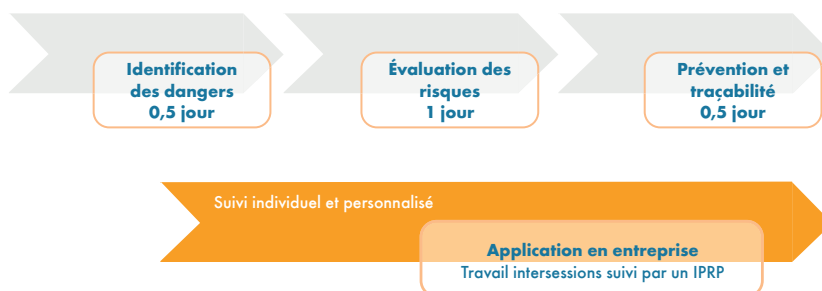 Identification
des dangers
0,5 jour
Évaluation des
risques
1 jour
Prévention et
traçabilité
0,5 jour
Suivi individuel et personnalisé
Application en entreprise
Travail intersessions suivi par un IPRP